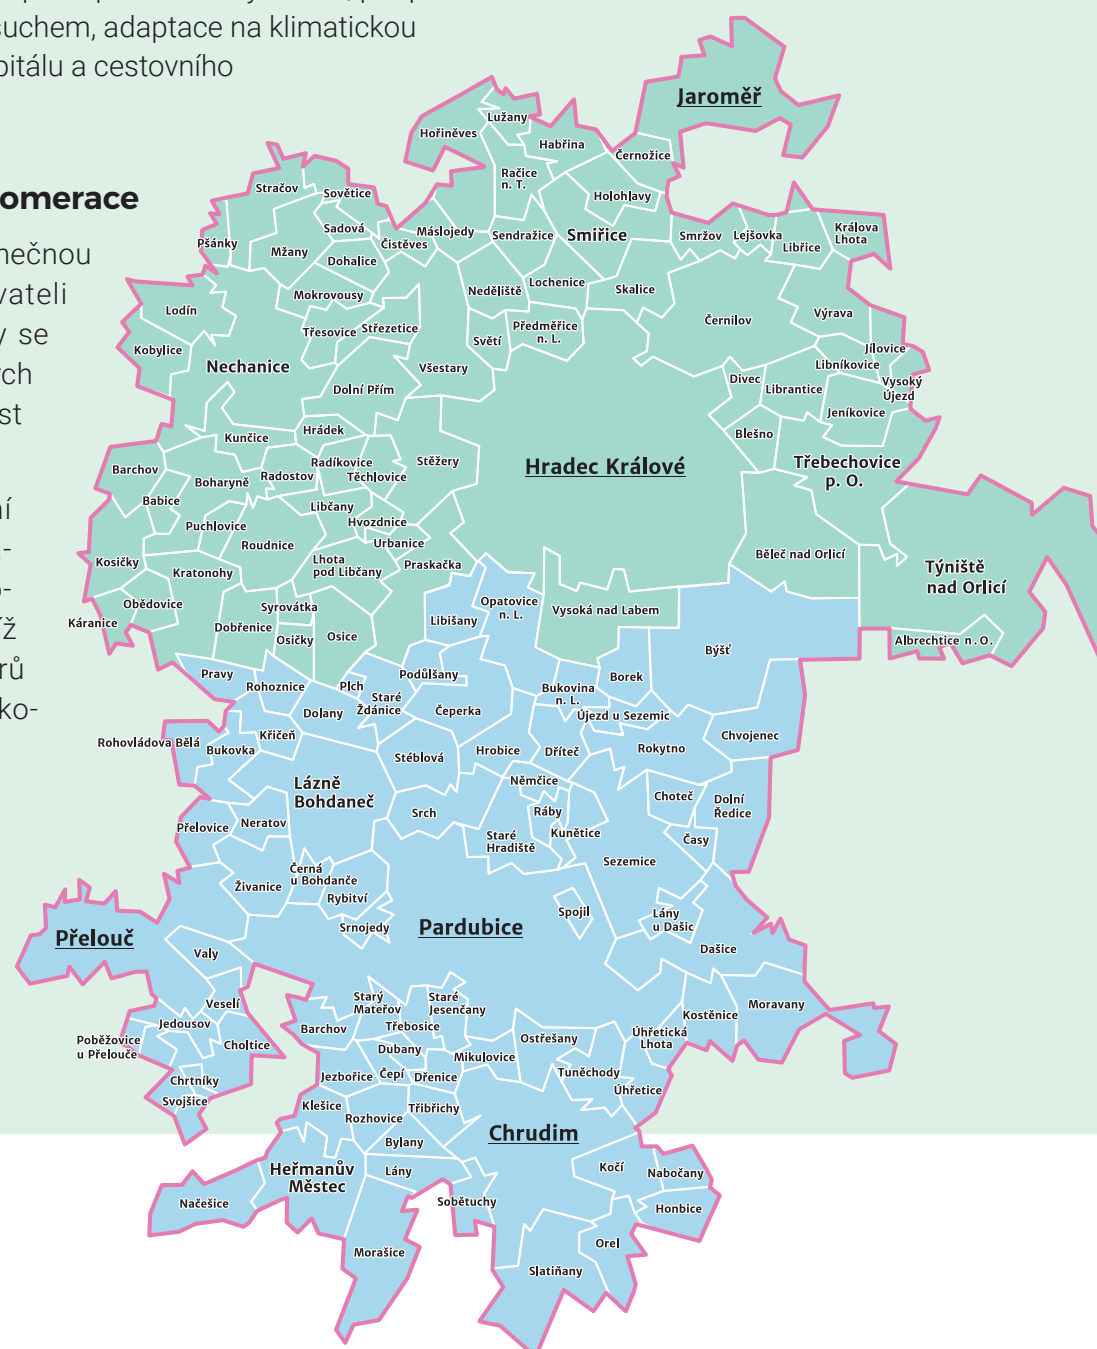 suchem, adaptace na klimatickou
a cestovního
omerace
se
ní
ko-
Jaroměř
Lužany
Hořiněves
Habřina
Černožice
Račice
n. T.
Stračov
Sovětice
Holohlavy
Sadová
Máslojedy
Sendražice
Smiřice
Smržov
Lejšovka
Králova
Lhota
Libřice
Pšánky
Čistěves
Mžany
Dohalice
Lochenice
Skalice
Neděliště
Mokrovousy
Lodín
Výrava
Černilov
Předměřice
n. L.
Třesovice
Střezetice
Světí
Kobylice
Jílovice
Nechanice
Všestary
Libníkovice
Divec
Librantice
Vysoký
Újezd
Dolní Přím
Jeníkovice
Hrádek
Kunčice
Blešno
Radíkovice
Stěžery
Hradec Králové
Třebechovice
p. O.
Barchov
Radostov
Těchlovice
Boharyně
Babice
Libčany
Puchlovice
Hvozdnice
Roudnice
Urbanice
Běleč nad Orlicí
Kosičky
Lhota
pod Libčany
Praskačka
Týniště
nad Orlicí
Kratonohy
Obědovice
Syrovátka
Opatovice
n. L.
Vysoká nad Labem
Káranice
Dobřenice
Osičky
Osice
Libišany
Albrechtice n .O.
Býšť
Pravy
Podůlšany
Rohoznice
Plch
Borek
Bukovina
n. L.
Staré
Ždánice
Dolany
Čeperka
Újezd u Sezemic
Křičeň
Chvojenec
Rohovládova Bělá
Bukovka
Hrobice
Dříteč
Rokytno
Stéblová
Lázně
Bohdaneč
Němčice
Choteč
Dolní
Ředice
Srch
Ráby
Neratov
Přelovice
Staré
Hradiště
Kunětice
Časy
Sezemice
Černá
u Bohdanče
Živanice
Rybitví
Spojil
Lány
u Dašic
Srnojedy
Pardubice
Přelouč
Valy
Dašice
Starý
Mateřov
Staré
Jesenčany
Veselí
Moravany
Kostěnice
Jedousov
Barchov
Třebosice
Úhřetická
Lhota
Poběžovice
u Přelouče
Choltice
Ostřešany
Dubany
Mikulovice
Tuněchody
Chrtníky
Jezbořice
Čepí
Dřenice
Úhřetice
Svojšice
Klešice
Rozhovice
Třibřichy
Chrudim
Bylany
Heřmanův
Městec
Lány
Kočí
Nabočany
Načešice
Sobětuchy
Honbice
Morašice
Orel
Slatiňany